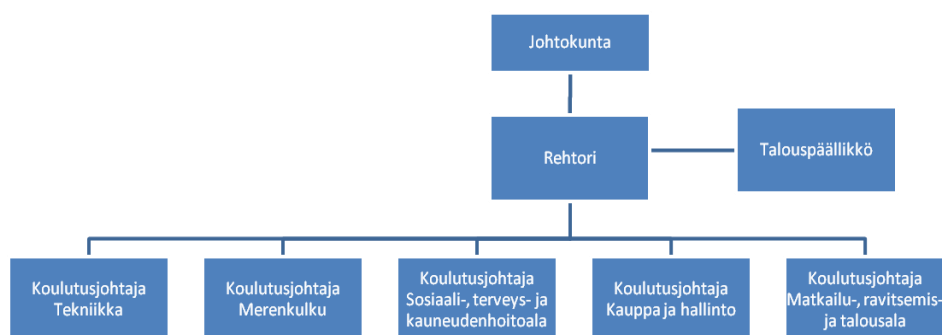 Johtokunta
Rehtori
Talouspäällikkö
Koulutusjohtaja
Tekniikka
Koulutusjohtaja
Merenkulku
Koulutusjohtaja
Sosiaali-, terveys- ja
kauneudenhoitoala
Koulutusjohtaja
Kauppa ja hallinto
Koulutusjohtaja
Matkailu-, ravitsemis-
ja talousala